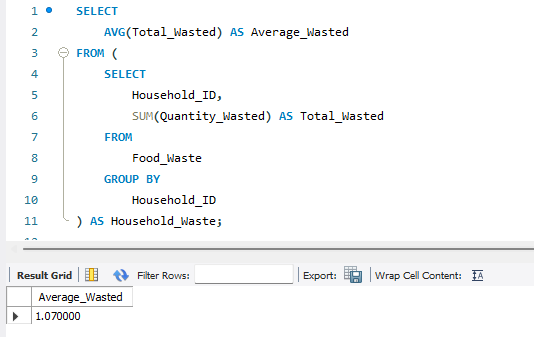 1 SELECT
2 AVG(Total_Wasted) AS Average_Wasted
3 FROM (
4 SELECT
5 Household_ID,
6 SUM(Quantity_Wasted) AS Total_Wasted
7 FROM
8 Food_Waste
9 GROUP BY
10 Household_ID
11 ) AS Household_Waste;
Result Grid Filter Rows: Export: Wrap Cell Content: IA
Average_Wasted
1.070000